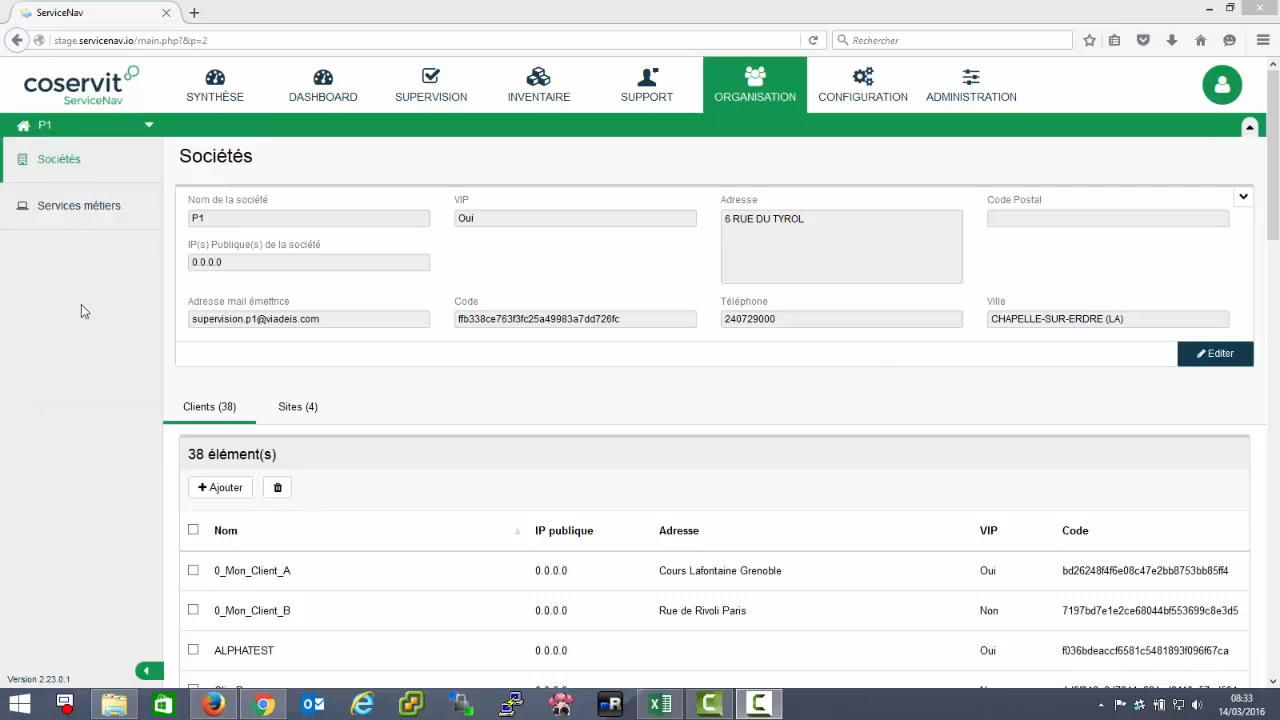 ServiceNav
stage.servicenav.io/main.php?&p=2
Rechercher
coservit
ServiceNav
SYNTHÈSE
DASHBOARD
SUPERVISION
INVENTAIRE
SUPPORT
ORGANISATION
CONFIGURATION
ADMINISTRATION
P1
Sociétés
Services métiers
Sociétés
Nom de la société
VIP
Adresse
Code Postal
P1
Oui
6 RUE DU TYROL
IP(s) Publique(s) de la société
0.0.0.0
Adresse mail émettrice
Code
Téléphone
Ville
supervision.p1@viadeis.com
ffb338ce763f3fc25a49983a7dd726fc
240729000
CHAPELLE-SUR-ERDRE (LA)
Editer
Clients (38)
Sites (4)
38 élément(s)
Ajouter
Nom
IP publique
Adresse
VIP
Code
0_Mon_Client_A
0.0.0.0
Cours Lafontaine Grenoble
Oui
bd26248f4f6e08c47e2bb8753bb85ff4
0_Mon_Client_B
0.0.0.0
Rue de Rivoli Paris
Non
7197bd7e1e2ce68044bf553699c8e3d5
ALPHATEST
0.0.0.0
Oui
f036bdeaccf6581c5481893f096f67ca
Version 2.23.0.1
08:33
14/03/2016